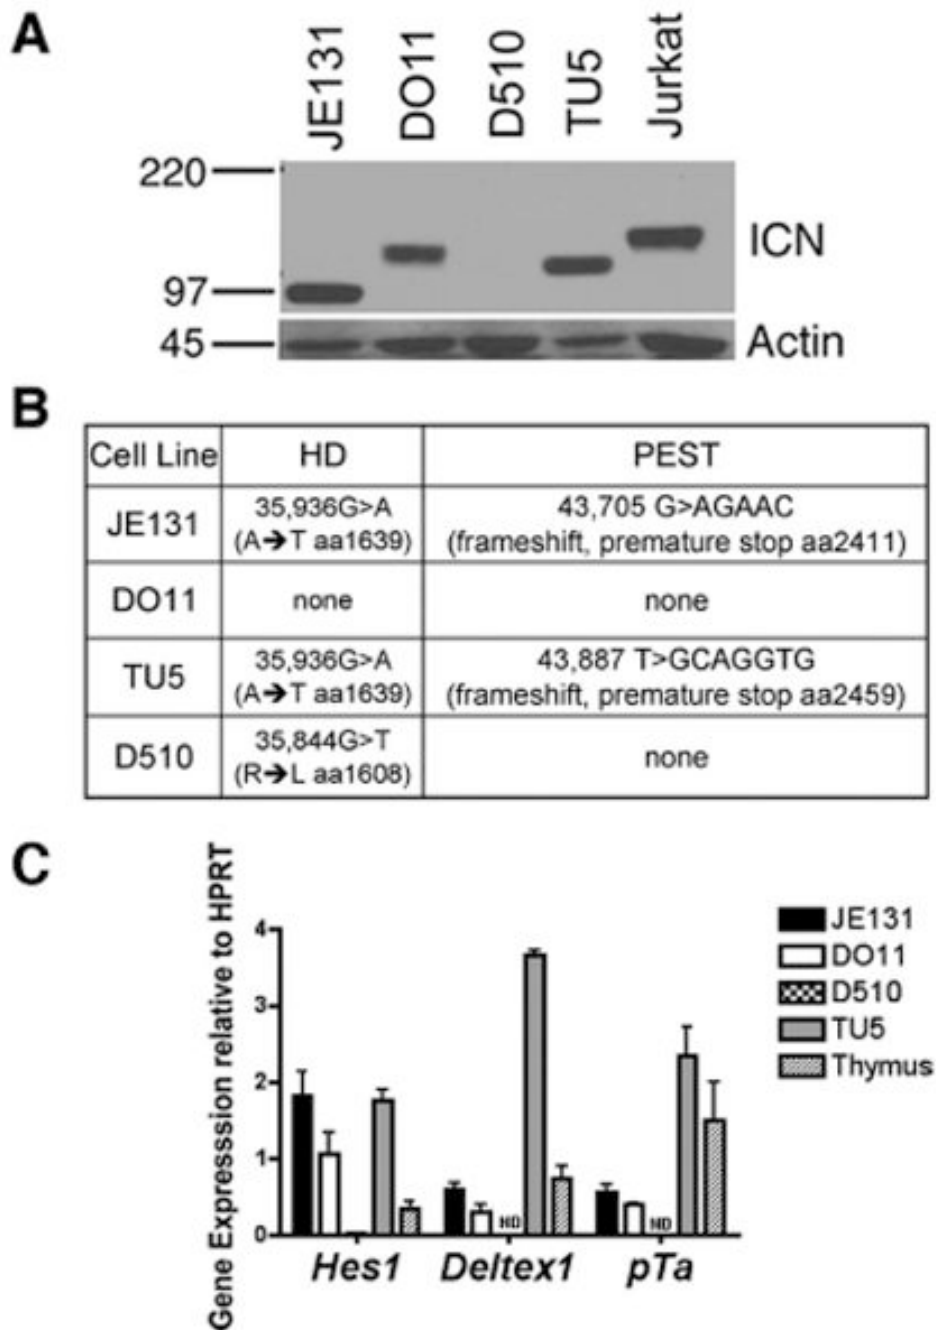 A
JE131
DO11
D510
TU5
Jurkat
220
ICN
97
45
Actin
B
Cell Line HD PEST
JE131
35,936G>A
(A➔T aa1639)
43,705 G>AGAAC
(frameshift, premature stop aa2411)
DO11 none none
TU5
35,936G>A
(A➔T aa1639)
43,887 T>GCAGGTG
(frameshift, premature stop aa2459)
D510
35,844G>T
(R➔L aa1608)
none
C
Gene Expresssion relative to HPRT
4
3
2
1
0
ND
ND
Hes1 Deltex1 pTa
JE131
DO11
D510
TU5
Thymus